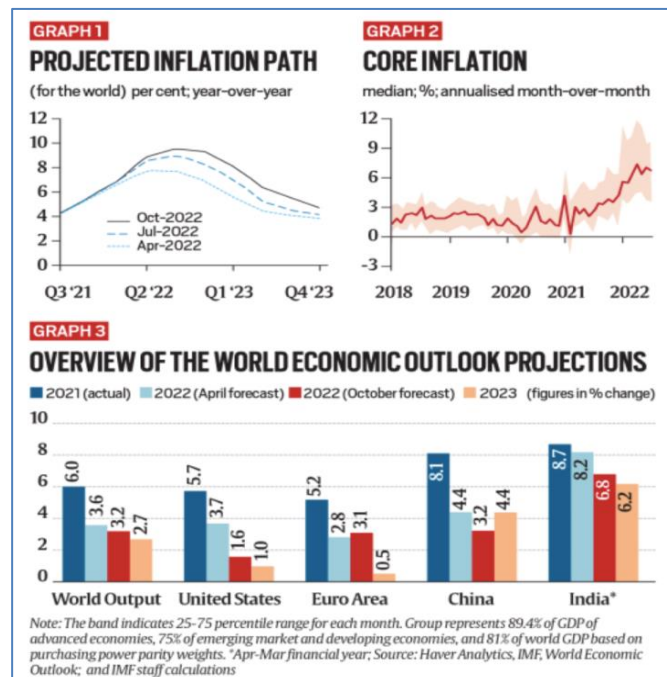 GRAPH 1
PROJECTED INFLATION PATH
(for the world) per cent; year-over-year
12
10
8
6
4
2
0
Oct-2022
Jul-2022
Apr-2022
Q3 '21
Q2 '22
Q1 '23
Q4 '23
GRAPH 2
CORE INFLATION
median; %; annualised month-over-month
12
9
6
3
0
-3
2018
2019
2020
2021
2022
GRAPH 3
OVERVIEW OF THE WORLD ECONOMIC OUTLOOK PROJECTIONS
2021 (actual) 2022 (April forecast) 2022 (October forecast) 2023 (figures in % change)
10
8
6
4
2
0
6.0 3.6 3.2 2.7
5.7 3.7 1.6 1.0
5.2 2.8 3.1 0.5
8.1 4.4 3.2 4.4
8.7 8.2 6.8 6.2
World Output United States Euro Area China India*
Note: The band indicates 25-75 percentile range for each month. Group represents 89.4% of GDP of
advanced economies, 75% of emerging market and developing economies, and 81% of world GDP based on
purchasing power parity weights. *Apr-Mar financial year; Source: Haver Analytics, IMF, World Economic
Outlook; and IMF staff calculations